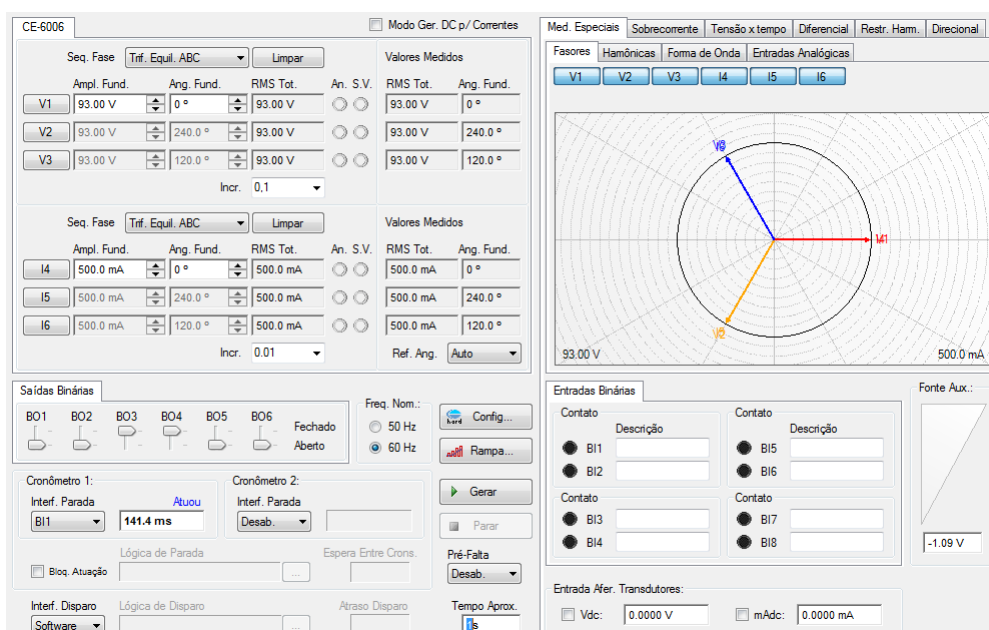 CE-6006
Modo Ger. DC p/ Correntes
Seq. Fase Trif. Equil. ABC Limpar Valores Medidos
Ampl. Fund. Ang. Fund. RMS Tot. An. S.V. RMS Tot. Ang. Fund.
V1 93.00 V 0 º 93.00 V 93.00 V 0 º
V2 93.00 V 240.0 º 93.00 V 93.00 V 240.0 º
V3 93.00 V 120.0 º 93.00 V 93.00 V 120.0 º
Incr. 0,1
Seq. Fase Trif. Equil. ABC Limpar Valores Medidos
Ampl. Fund. Ang. Fund. RMS Tot. An. S.V. RMS Tot. Ang. Fund.
I4 500.0 mA 0 º 500.0 mA 500.0 mA 0 º
I5 500.0 mA 240.0 º 500.0 mA 500.0 mA 240.0 º
I6 500.0 mA 120.0 º 500.0 mA 500.0 mA 120.0 º
Incr. 0.01 Ref. Ang. Auto
Med. Especiais Sobrecorrente Tensão x tempo Diferencial Restr. Harm. Direcional
Fasores Hamônicas Forma de Onda Entradas Analógicas
V1 V2 V3 I4 I5 I6
93.00 V 500.0 mA
Saídas Binárias
BO1 BO2 BO3 BO4 BO5 BO6
Fechado
Aberto
Freq. Nom.:
50 Hz
60 Hz
Config...
Rampa...
Gerar
Parar
Cronômetro 1:
Interf. Parada Atuou
BI1 141.4 ms
Cronômetro 2:
Interf. Parada
Desab.
Lógica de Parada Espera Entre Crons.
Bloq. Atuação ...
Pré-Falta
Desab.
Interf. Disparo Lógica de Disparo Atraso Disparo Tempo Aprox.
Software ... 1s
Entradas Binárias
Contato
Descrição
BI1
BI2
Contato
BI3
BI4
Contato
Descrição
BI5
BI6
Contato
BI7
BI8
Fonte Aux.:
-1.09 V
Entrada Afer. Transdutores:
Vdc: 0.0000 V mAdc: 0.0000 mA